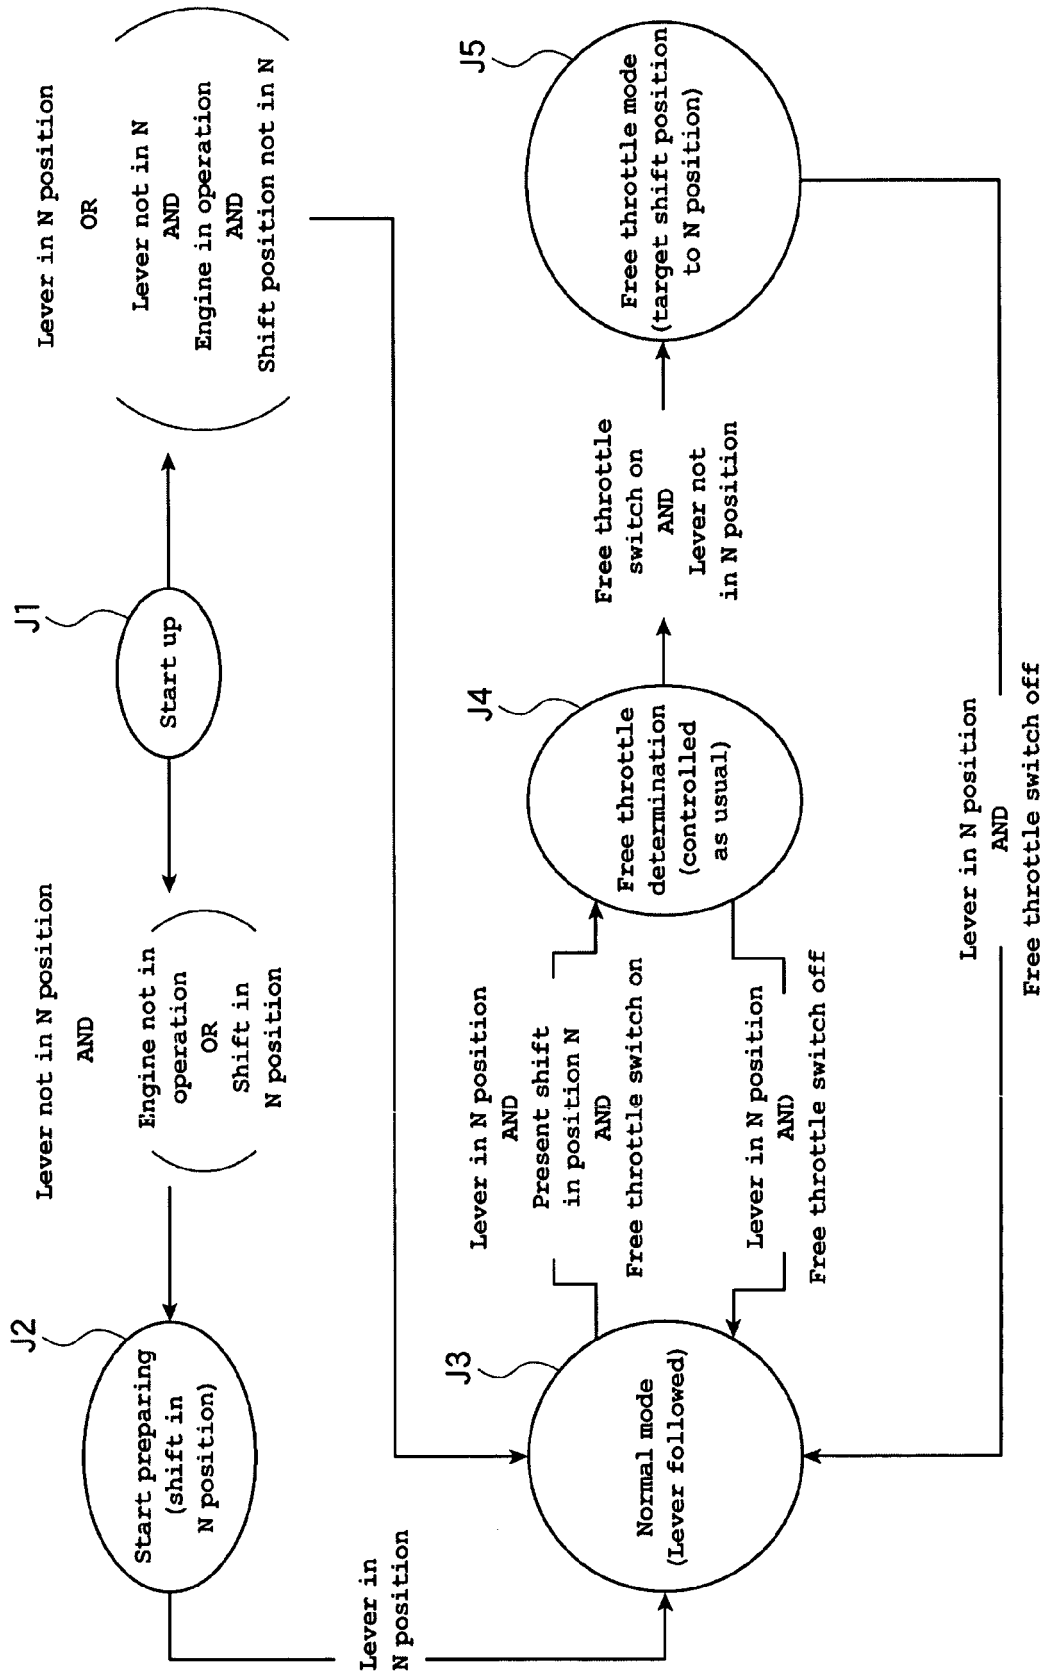 J1
Start up
Lever not in N position
AND
Engine not in
operation
OR
Shift in
N position
Lever in N position
OR
Lever not in N
AND
Engine in operation
AND
Shift position not in N
J2
Start preparing
(shift in
N position)
Lever in
N position
J3
Normal mode
(Lever followed)
Lever in N position
AND
Present shift
in position N
AND
Free throttle switch on
Lever in N position
AND
Free throttle switch off
J4
Free throttle
determination
(controlled
as usual)
Free throttle
switch on
AND
Lever not
in N position
J5
Free throttle mode
(target shift position
to N position)
Lever in N position
AND
Free throttle switch off